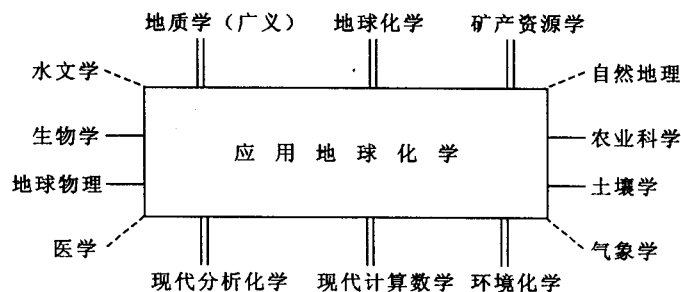 地质学（广义） 地球化学 矿产资源学
水文学 自然地理
生物学 农业科学
应用地球化学
地球物理 土壤学
医学 气象学
现代分析化学 现代计算数学 环境化学